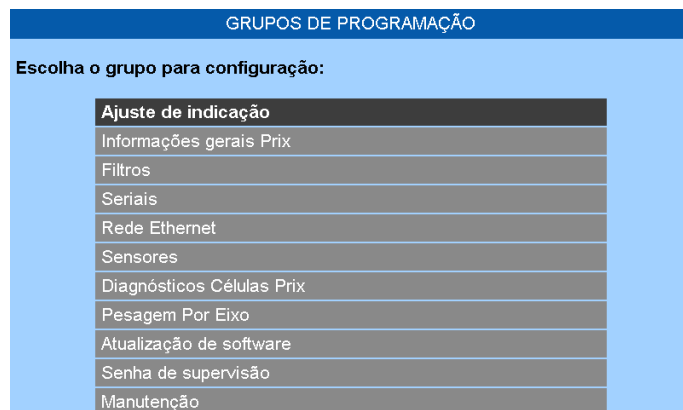 GRUPOS DE PROGRAMAÇÃO
Escolha o grupo para configuração:
Ajuste de indicação
Informações gerais Prix
Filtros
Seriais
Rede Ethernet
Sensores
Diagnósticos Células Prix
Pesagem Por Eixo
Atualização de software
Senha de supervisão
Manutenção